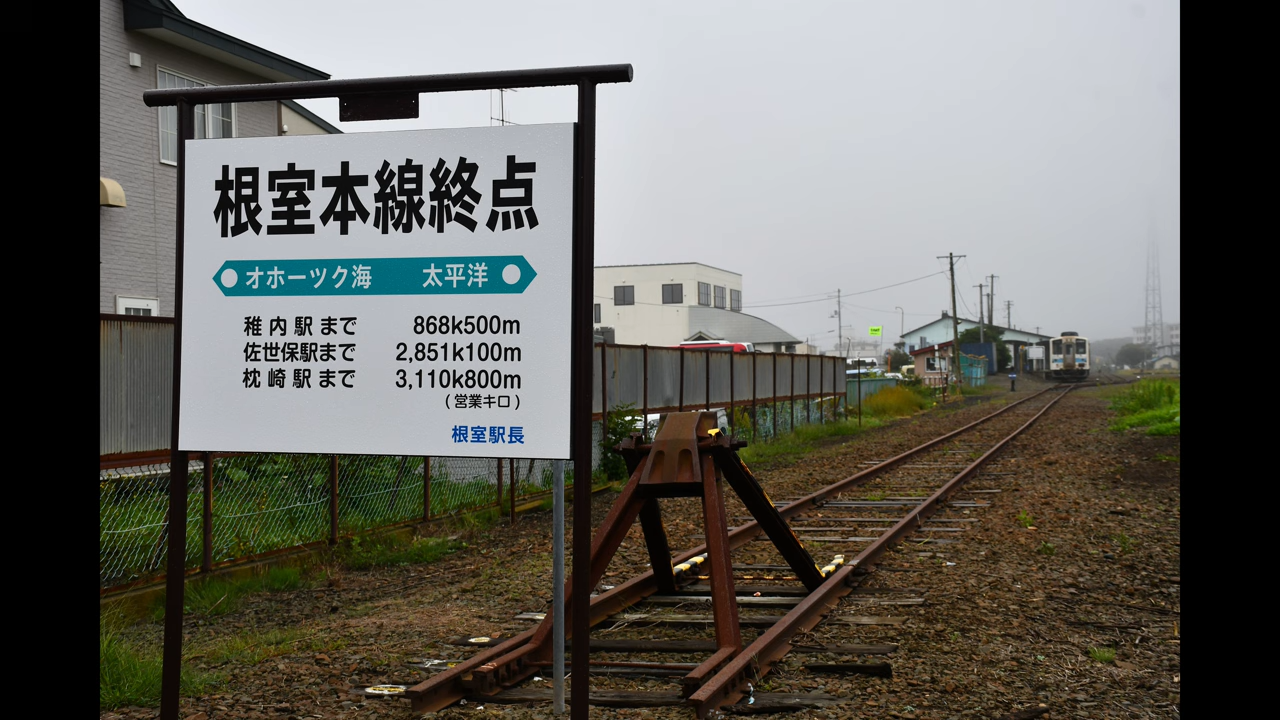 根室本線終点
オホーツク海 太平洋
稚内駅まで 868k500m
佐世保駅まで 2,851k100m
枕崎駅まで 3,110k800m
(営業キロ)
根室駅長